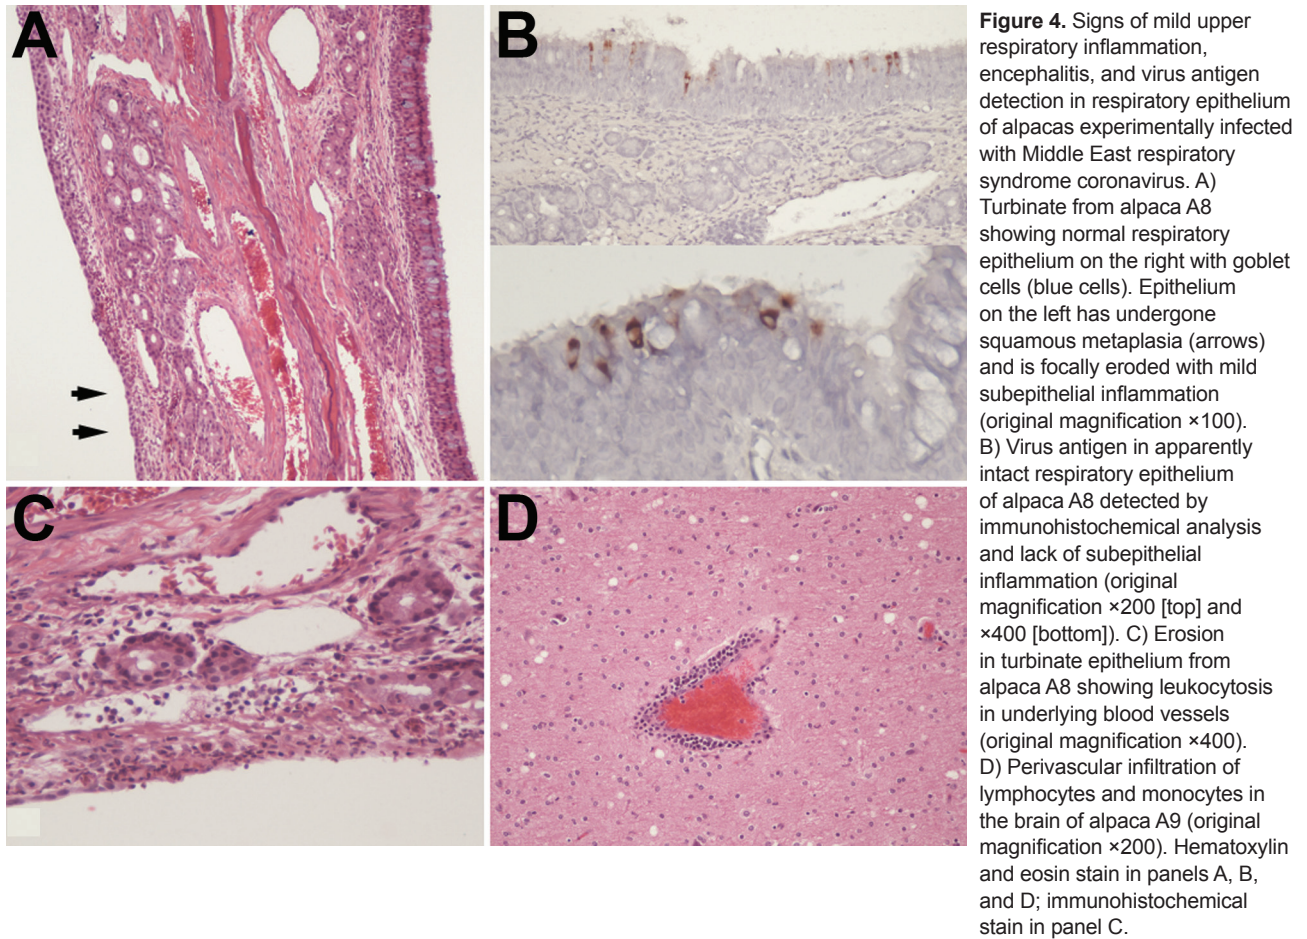 A
B
C
D
Figure 4. Signs of mild upper
respiratory inflammation,
encephalitis, and virus antigen
detection in respiratory epithelium
of alpacas experimentally infected
with Middle East respiratory
syndrome coronavirus. A)
Turbinate from alpaca A8
showing normal respiratory
epithelium on the right with goblet
cells (blue cells). Epithelium
on the left has undergone
squamous metaplasia (arrows)
and is focally eroded with mild
subepithelial inflammation
(original magnification ×100).
B) Virus antigen in apparently
intact respiratory epithelium
of alpaca A8 detected by
immunohistochemical analysis
and lack of subepithelial
inflammation (original
magnification ×200 [top] and
×400 [bottom]). C) Erosion
in turbinate epithelium from
alpaca A8 showing leukocytosis
in underlying blood vessels
(original magnification ×400).
D) Perivascular infiltration of
lymphocytes and monocytes in
the brain of alpaca A9 (original
magnification ×200). Hematoxylin
and eosin stain in panels A, B,
and D; immunohistochemical
stain in panel C.